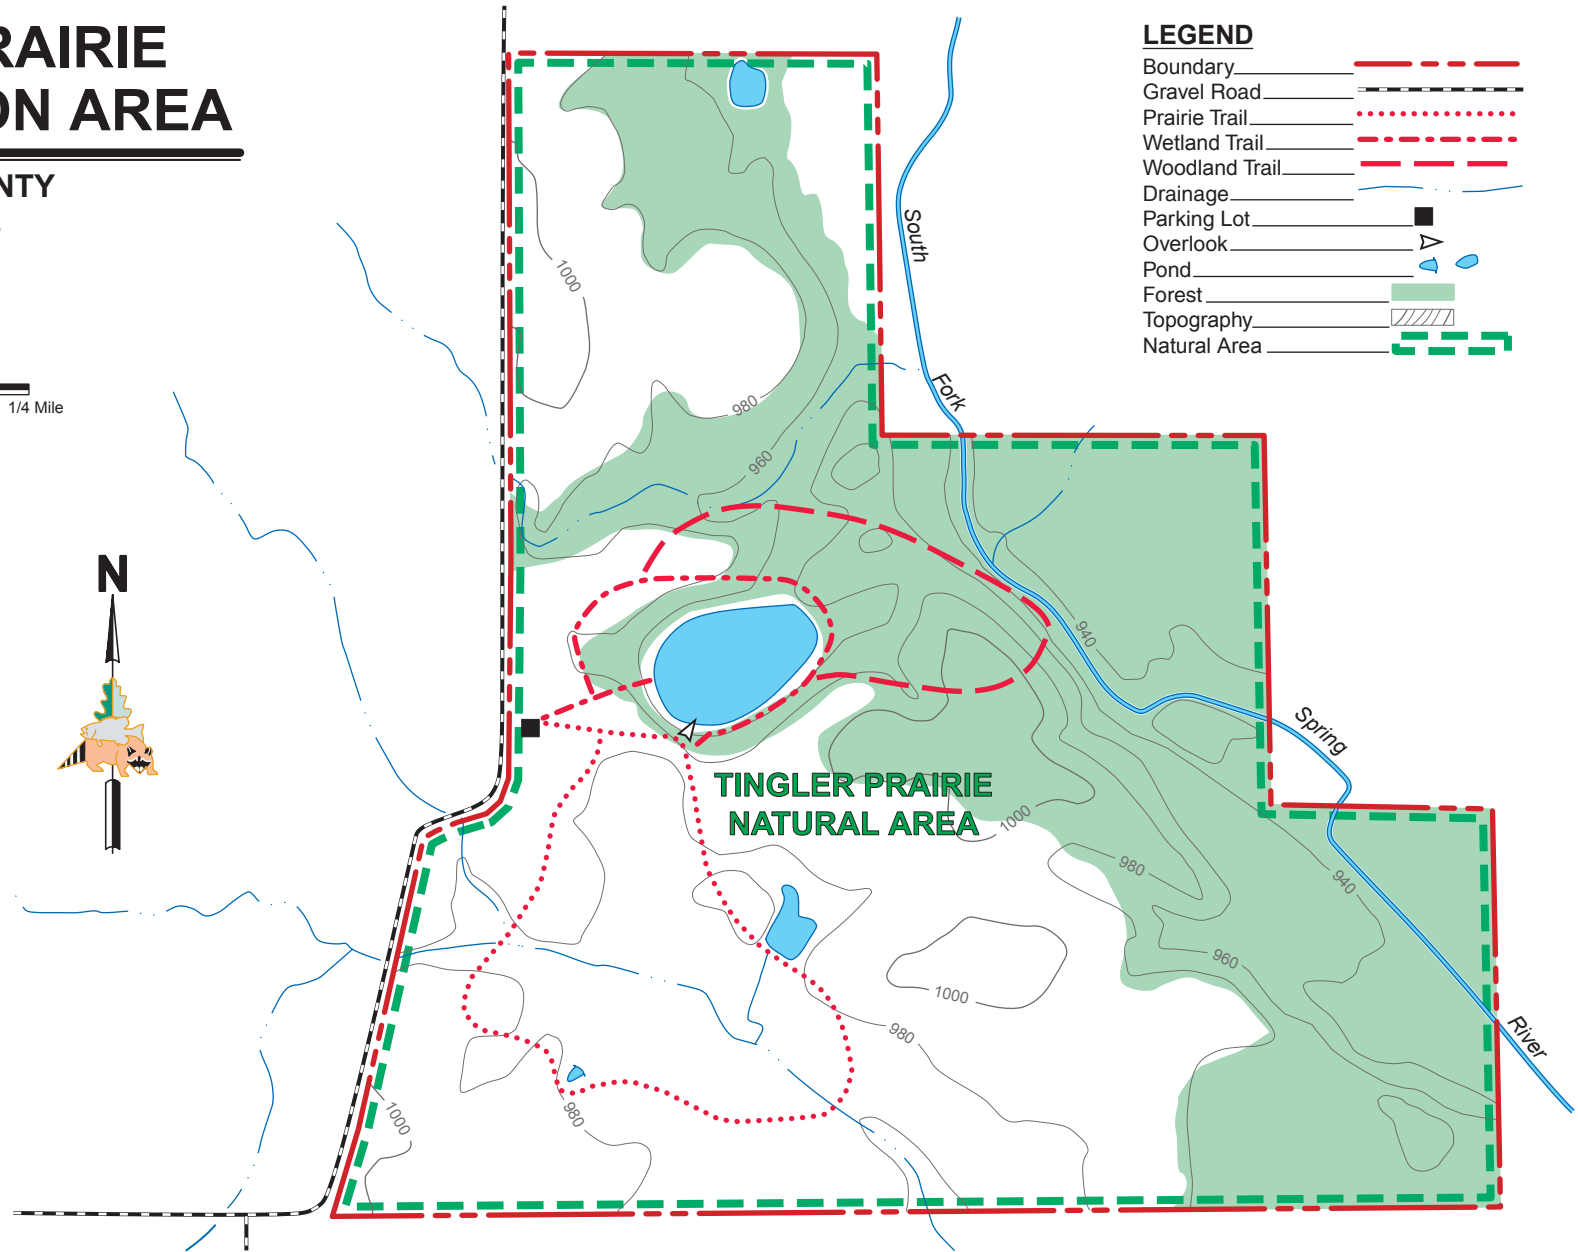 RAIRIE
ON AREA
NTY
1/4 Mile
N
LEGEND
Boundary
Gravel Road
Prairie Trail
Wetland Trail
Woodland Trail
Drainage
Parking Lot
Overlook
Pond
Forest
Topography
Natural Area
South
Fork
Spring
River
1000
980
960
940
TINGLER PRAIRIE
NATURAL AREA
1000
980
940
960
1000
980
1000
980